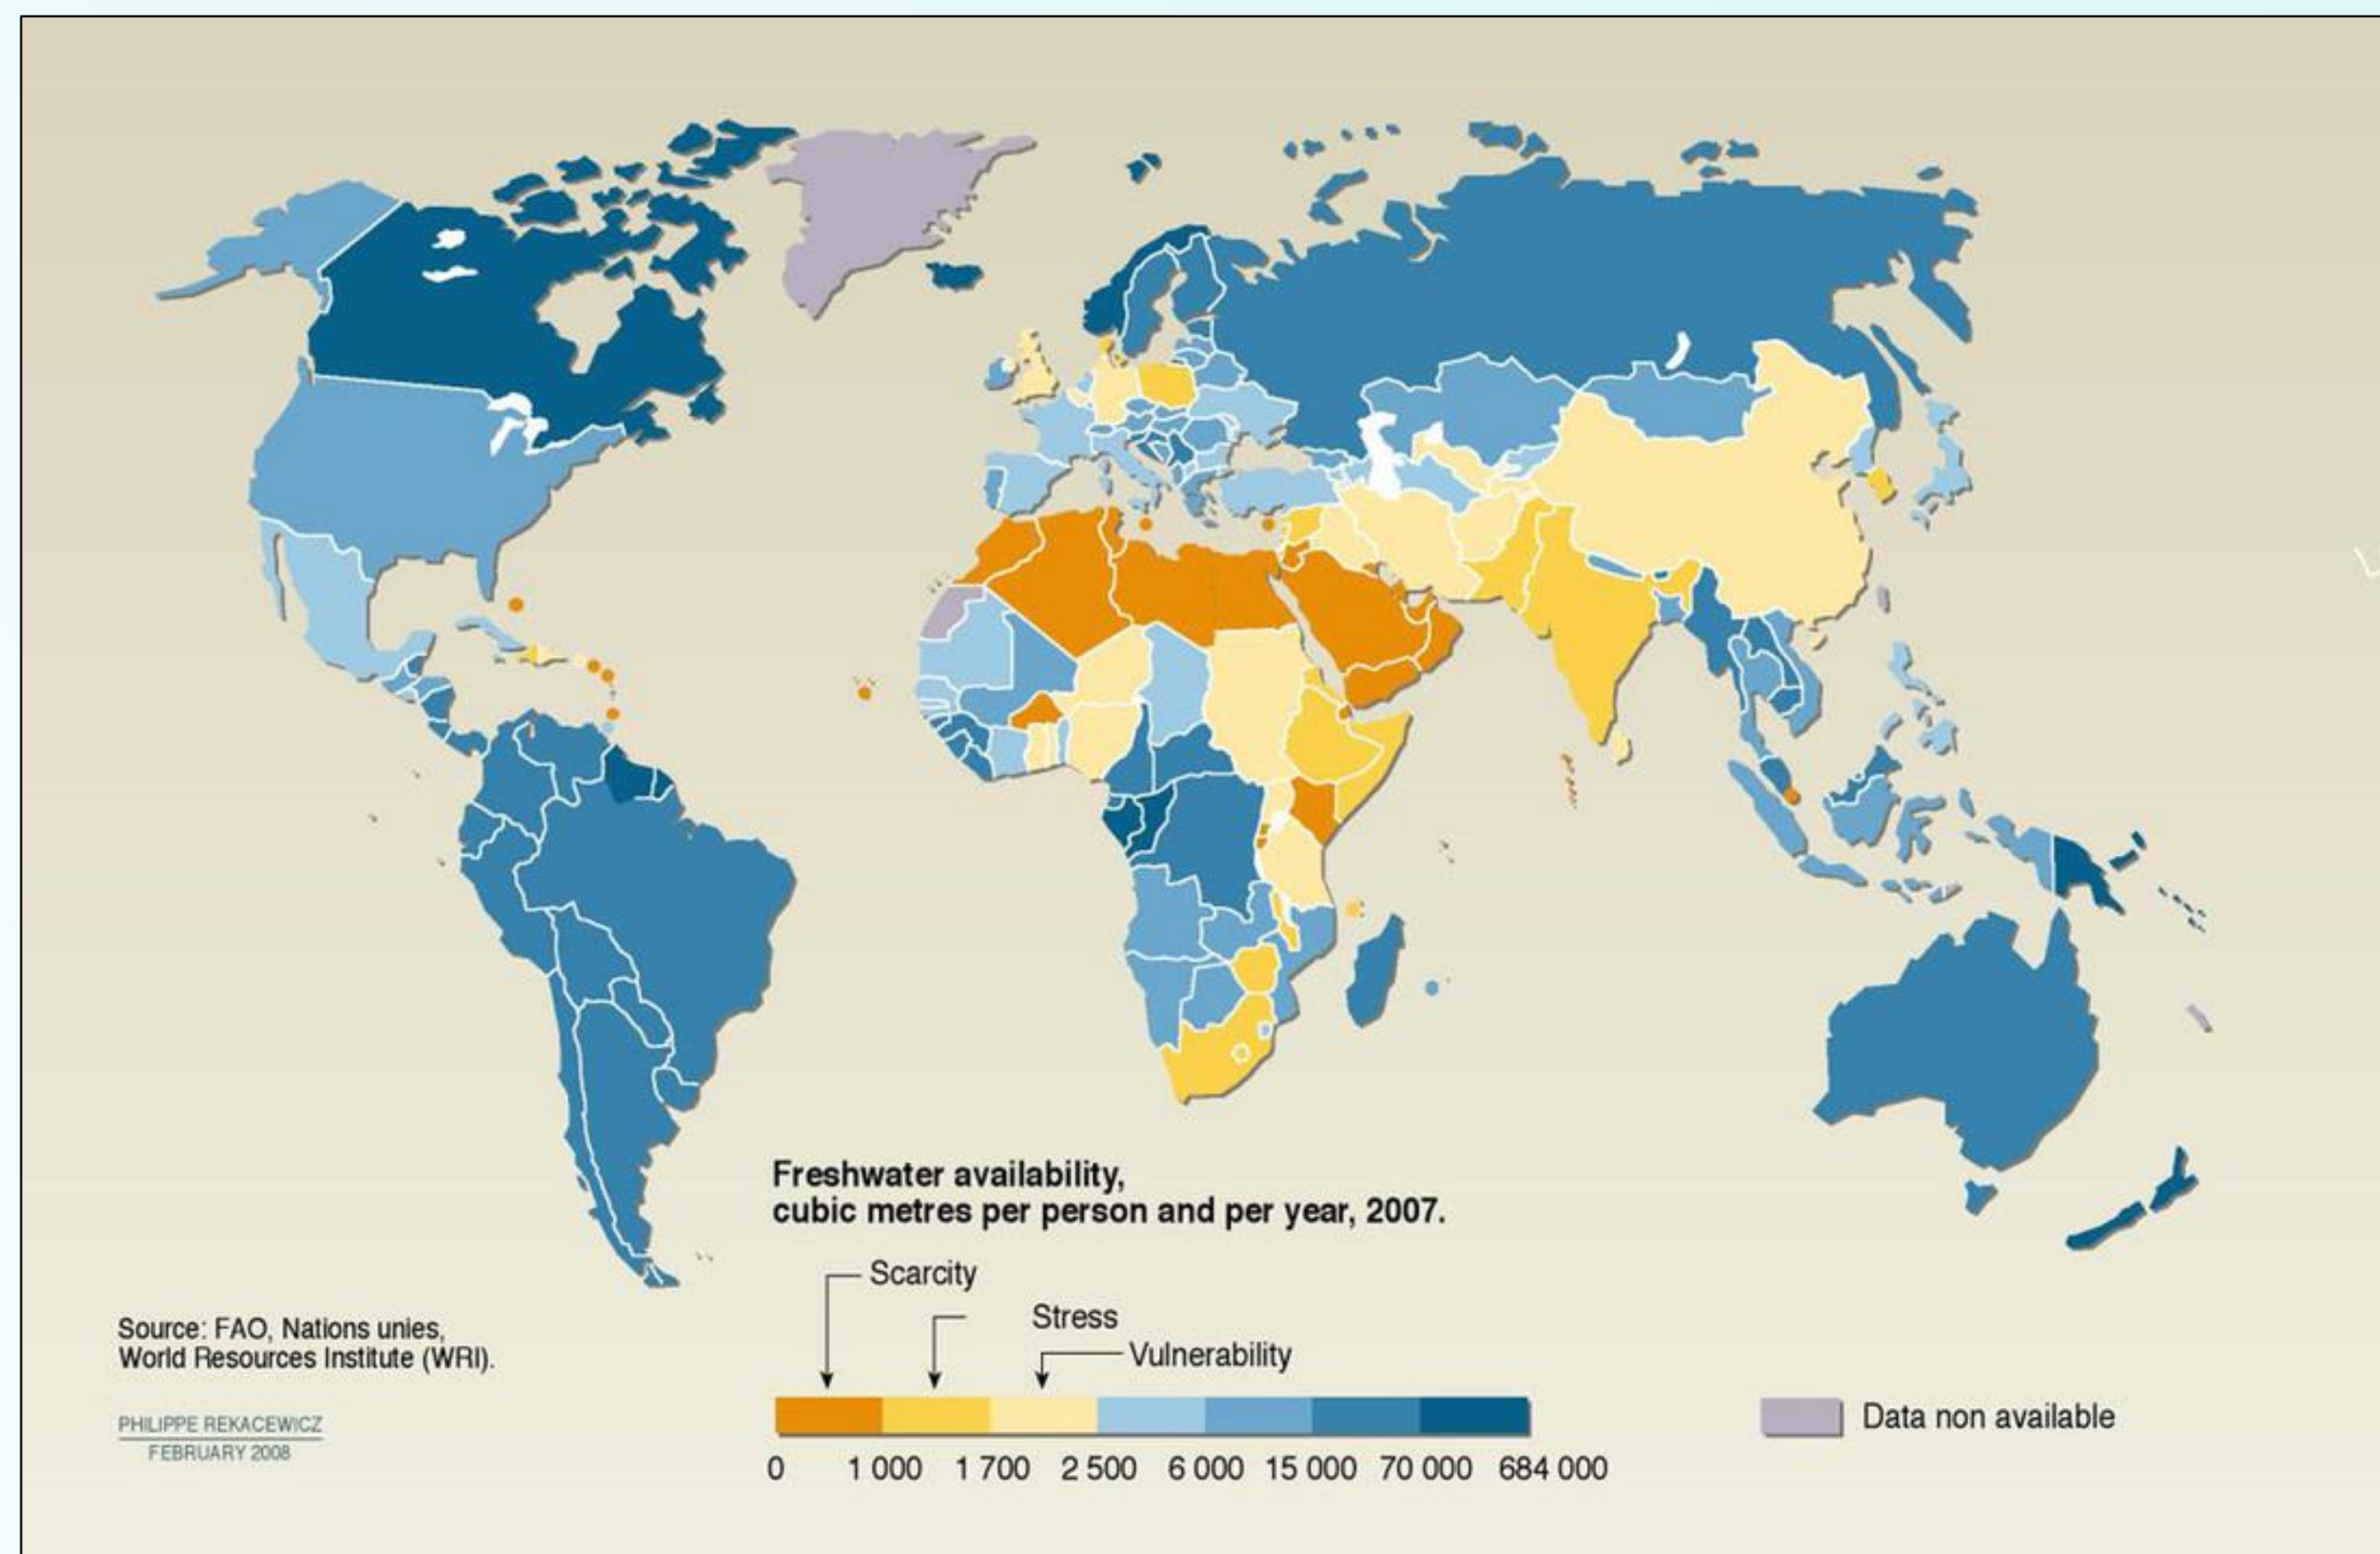 Freshwater availability,
cubic metres per person and per year, 2007.
Scarcity
Stress
Vulnerability
0 1 000 1 700 2 500 6 000 15 000 70 000 684 000
Data non available
Source: FAO, Nations unies,
World Resources Institute (WRI).
PHILIPPE REKACEWICZ
FEBRUARY 2008